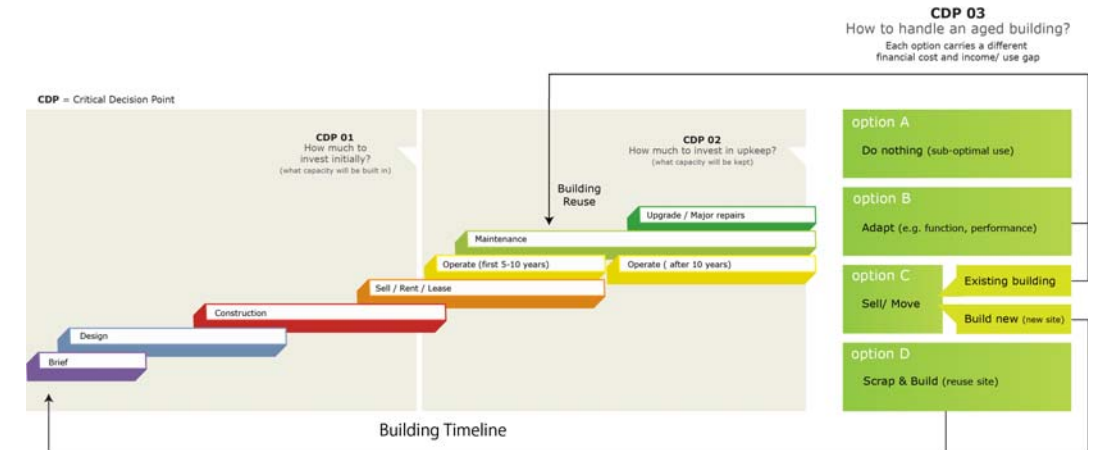 CDP 03
How to handle an aged building?
Each option carries a different
financial cost and income/ use gap
CDP = Critical Decision Point
CDP 01
How much to
invest initially?
(what capacity will be built in)
CDP 02
How much to invest in upkeep?
(what capacity will be kept)
Building
Reuse
Upgrade / Major repairs
Maintenance
Operate (first 5-10 years)
Operate ( after 10 years)
Sell / Rent / Lease
Construction
Design
Brief
Building Timeline
option A
Do nothing (sub-optimal use)
option B
Adapt (e.g. function, performance)
option C
Sell/ Move
Existing building
Build new (new site)
option D
Scrap & Build (reuse site)